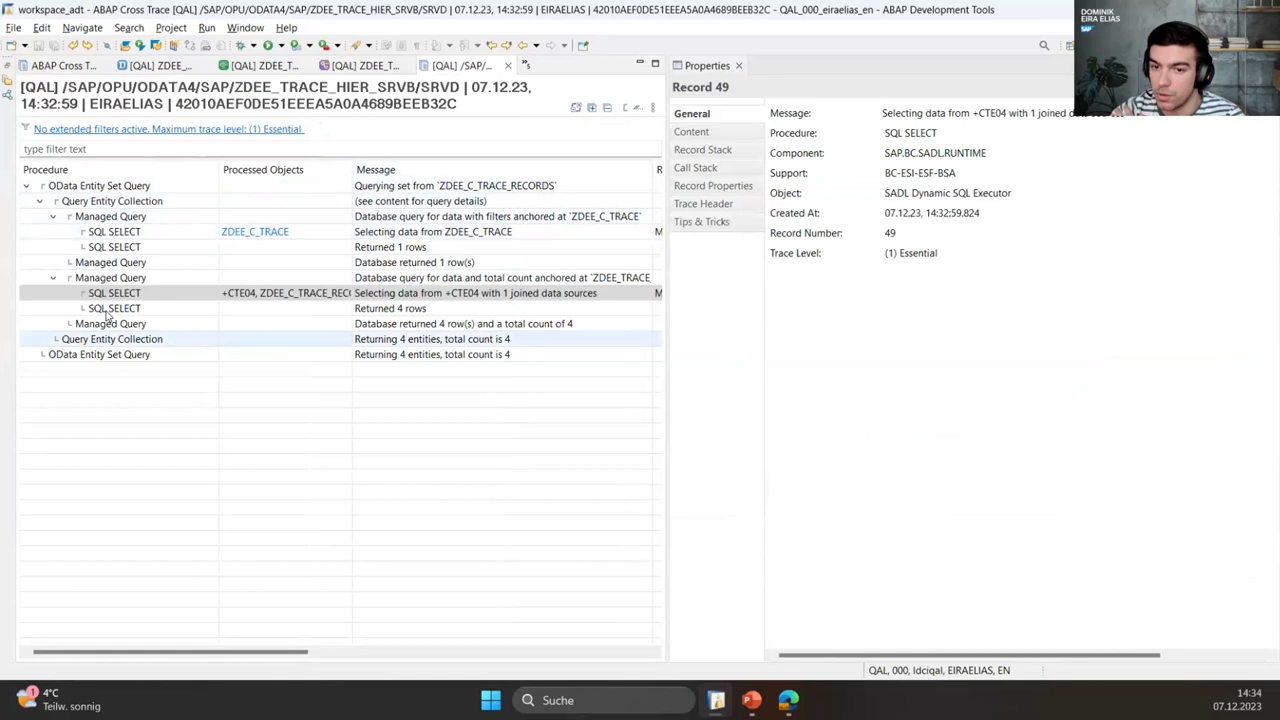 workspace_adt - ABAP Cross Trace [QAL] /SAP/OPU/ODATA4/SAP/ZDEE_TRACE_HIER_SRVB/SRVD | 07.12.23, 14:32:59 | EIRAELIAS | 42010AEF0DE51EEEA5A0A4689BEEB32C - QAL_000_eiraelias_en - ABAP Development Tools
File Edit Navigate Search Project Run Window Help
ABAP Cross T... [QAL] ZDEE_... [QAL] ZDEE_T... [QAL] ZDEE_T... [QAL] /SAP/...
[QAL] /SAP/OPU/ODATA4/SAP/ZDEE_TRACE_HIER_SRVB/SRVD | 07.12.23,
14:32:59 | EIRAELIAS | 42010AEF0DE51EEEA5A0A4689BEEB32C
No extended filters active. Maximum trace level: (1) Essential
type filter text
Procedure Processed Objects Message R
OData Entity Set Query Querying set from `ZDEE_C_TRACE_RECORDS`
Query Entity Collection (see content for query details)
Managed Query Database query for data with filters anchored at `ZDEE_C_TRACE`
SQL SELECT ZDEE_C_TRACE Selecting data from ZDEE_C_TRACE M
SQL SELECT Returned 1 rows
Managed Query Database returned 1 row(s)
Managed Query Database query for data and total count anchored at `ZDEE_TRACE_
SQL SELECT +CTE04, ZDEE_C_TRACE_REC( Selecting data from +CTE04 with 1 joined data sources M
SQL SELECT Returned 4 rows
Managed Query Database returned 4 row(s) and a total count of 4
Query Entity Collection Returning 4 entities, total count is 4
OData Entity Set Query Returning 4 entities, total count is 4
Properties
Record 49
General
Content
Record Stack
Call Stack
Record Properties
Trace Header
Tips & Tricks
Message: Selecting data from +CTE04 with 1 joined da
Procedure: SQL SELECT
Component: SAP.BC.SADL.RUNTIME
Support: BC-ESI-ESF-BSA
Object: SADL Dynamic SQL Executor
Created At: 07.12.23, 14:32:59.824
Record Number: 49
Trace Level: (1) Essential
DOMINIK
EIRA ELIAS
SAP
QAL, 000, ldciqal, EIRAELIAS, EN
1
4°C
Teilw. sonnig
Suche
14:34
07.12.2023